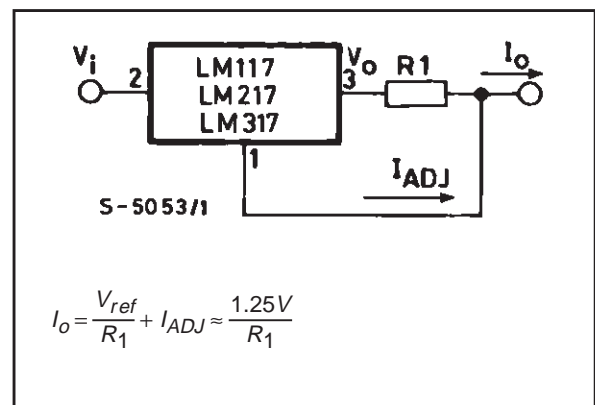 Vi
2
LM117
LM217
LM317
Vo
3
R1
Io
1
IADJ
S-5053/1
Io = Vref/R1 + IADJ ≈ 1.25V/R1